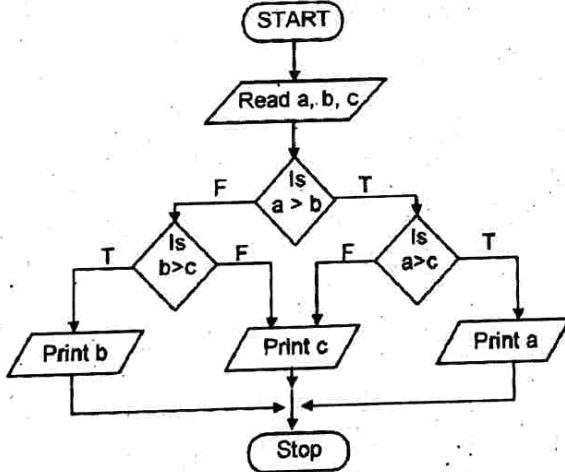 START
Read a, b, c
Is
a > b
F
T
Is
b>c
T
F
Is
a>c
F
T
Print b
Print c
Print a
Stop